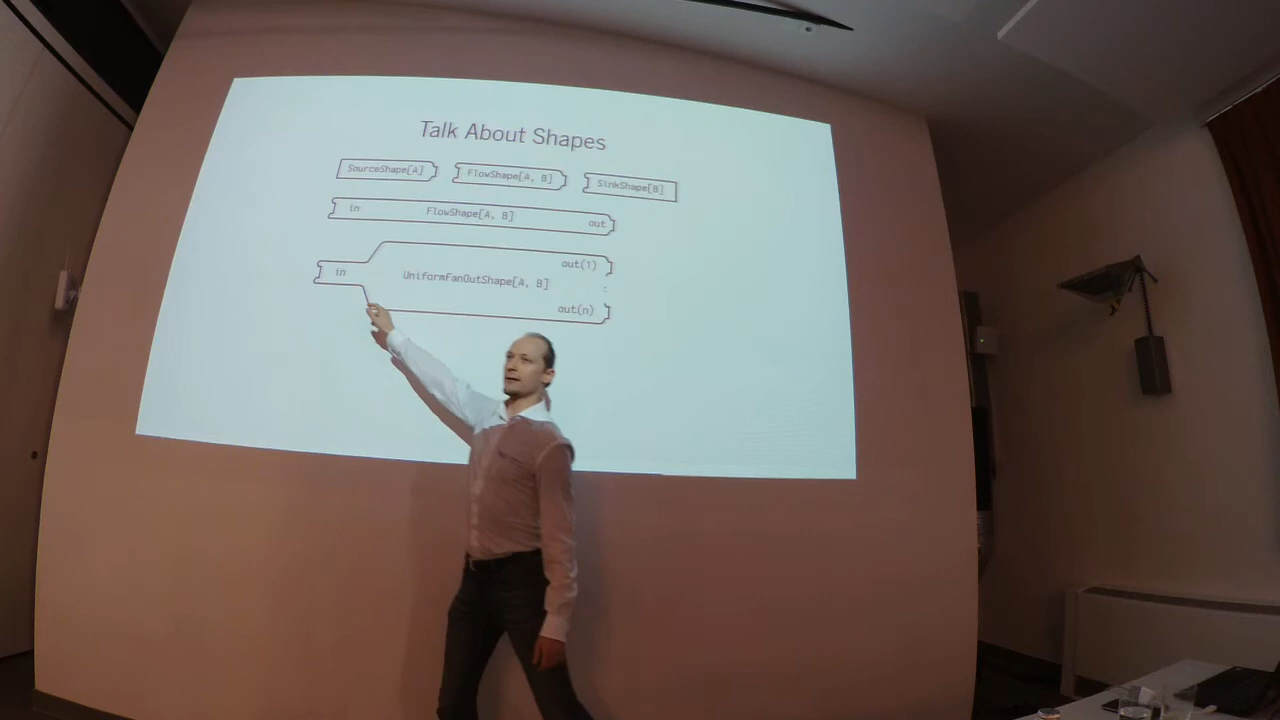 Talk About Shapes
SourceShape[A] FlowShape[A, B] SinkShape[B]
in FlowShape[A, B] out
out(1)
in UniformFanOutShape[A, B] :
out(n)